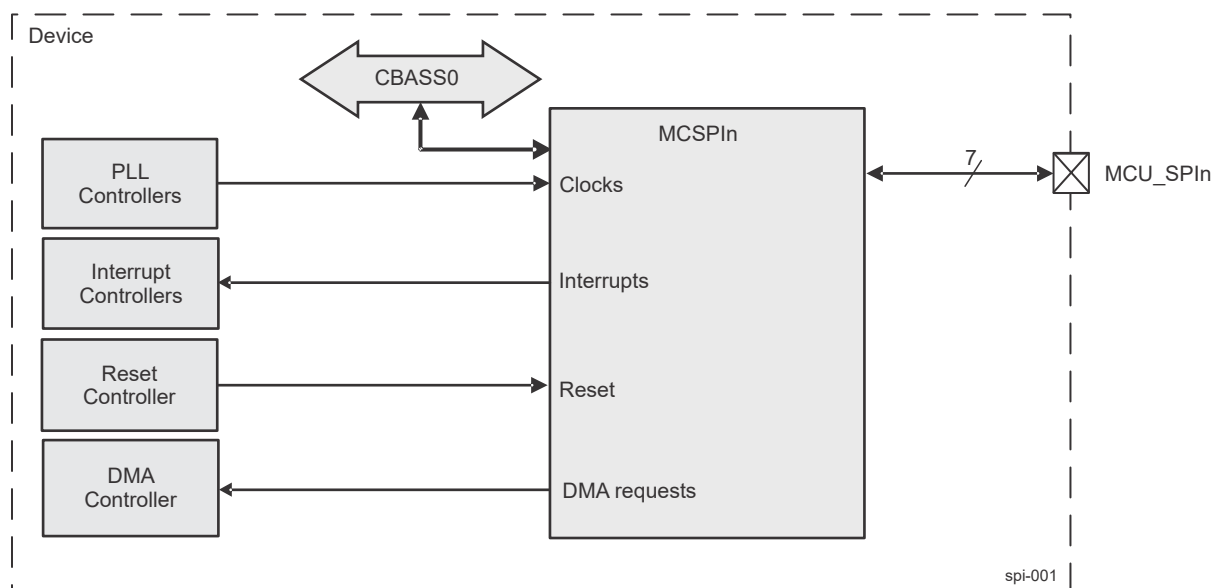 Device
CBASS0
MCSPIn
PLL
Controllers
Clocks
7
MCU_SPIn
Interrupt
Controllers
Interrupts
Reset
Controller
Reset
DMA
Controller
DMA requests
spi-001